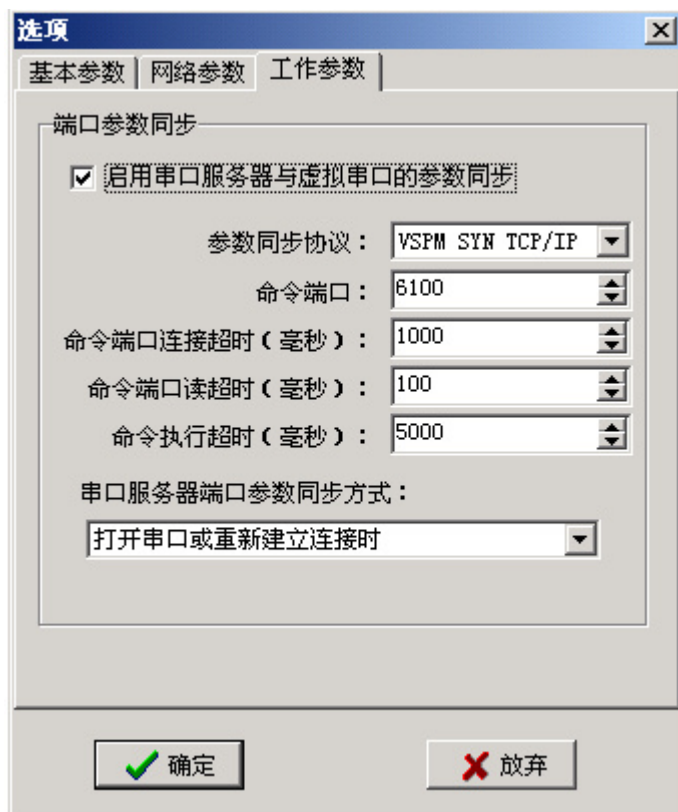 选项
基本参数 网络参数 工作参数
端口参数同步
启用串口服务器与虚拟串口的参数同步
参数同步协议： VSPM SYN TCP/IP
命令端口： 6100
命令端口连接超时（毫秒）： 1000
命令端口读超时（毫秒）： 100
命令执行超时（毫秒）： 5000
串口服务器端口参数同步方式：
打开串口或重新建立连接时
确定 放弃